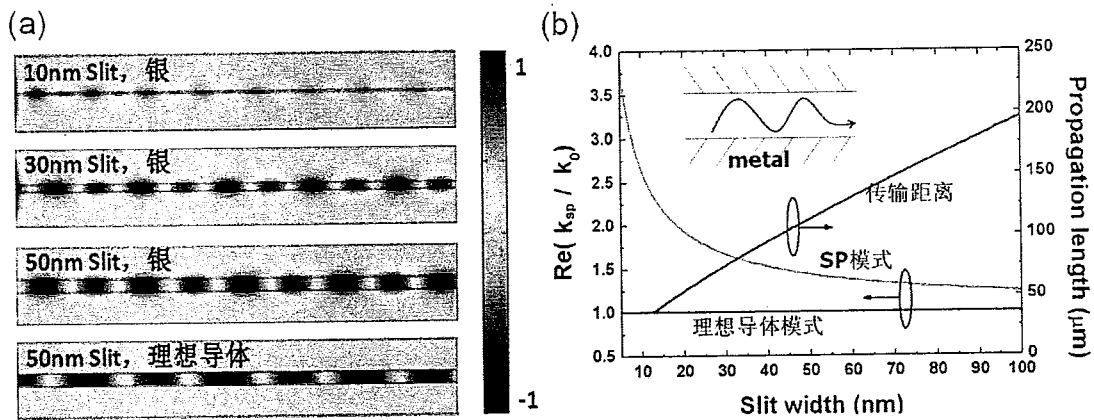 (a)
10nm Slit, 银
30nm Slit, 银
50nm Slit, 银
50nm Slit, 理想导体
1
-1
(b)
Re( k_sp / k_0 )
4.0
3.5
3.0
2.5
2.0
1.5
1.0
0.5
metal
传输距离
SP模式
理想导体模式
250
200
150
100
50
0
Propagation length (μm)
10 20 30 40 50 60 70 80 90 100
Slit width (nm)